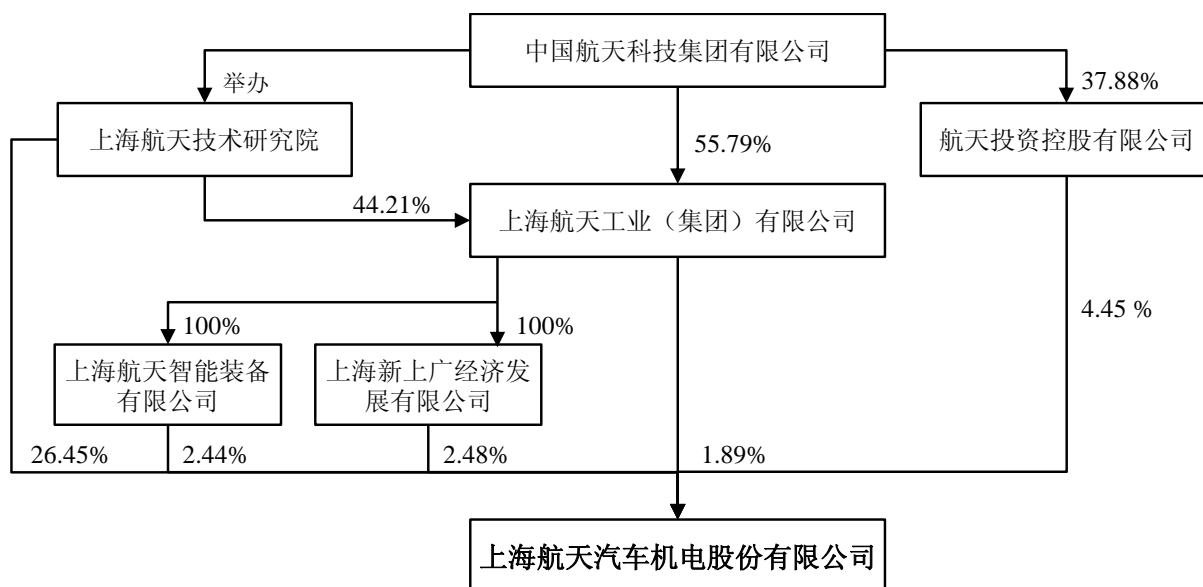 中国航天科技集团有限公司
举办
37.88%
上海航天技术研究院
55.79%
航天投资控股有限公司
44.21%
上海航天工业（集团）有限公司
100%
100%
4.45 %
上海航天智能装备
有限公司
上海新上广经济发
展有限公司
26.45%
2.44%
2.48%
1.89%
上海航天汽车机电股份有限公司